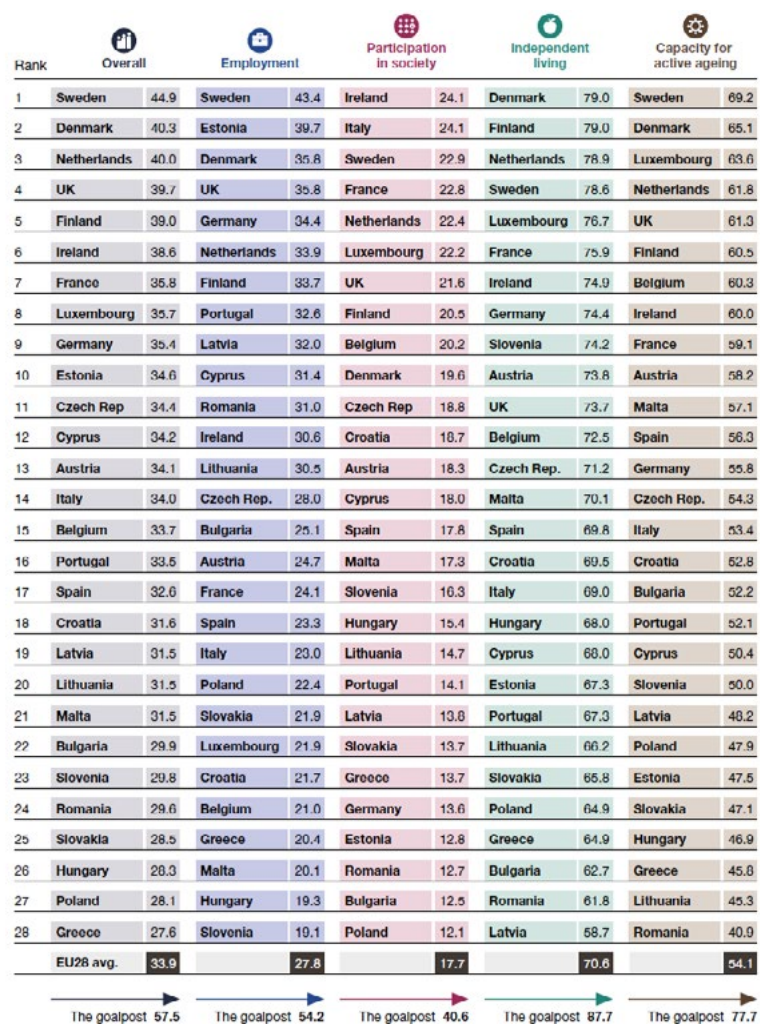 Rank Overall Employment Participation in society Independent living Capacity for active ageing
1 Sweden 44.9 Sweden 43.4 Ireland 24.1 Denmark 79.0 Sweden 69.2
2 Denmark 40.3 Estonia 39.7 Italy 24.1 Finland 79.0 Denmark 65.1
3 Netherlands 40.0 Denmark 35.8 Sweden 22.9 Netherlands 78.9 Luxembourg 63.6
4 UK 39.7 UK 35.8 France 22.8 Sweden 78.6 Netherlands 61.8
5 Finland 39.0 Germany 34.4 Netherlands 22.4 Luxembourg 76.7 UK 61.3
6 Ireland 38.6 Netherlands 33.9 Luxembourg 22.2 France 75.9 Finland 60.5
7 France 35.8 Finland 33.7 UK 21.6 Ireland 74.9 Belgium 60.3
8 Luxembourg 35.7 Portugal 32.6 Finland 20.5 Germany 74.4 Ireland 60.0
9 Germany 35.4 Latvia 32.0 Belgium 20.2 Slovenia 74.2 France 59.1
10 Estonia 34.6 Cyprus 31.4 Denmark 19.6 Austria 73.8 Austria 58.2
11 Czech Rep 34.4 Romania 31.0 Czech Rep 18.8 UK 73.7 Malta 57.1
12 Cyprus 34.2 Ireland 30.6 Croatia 18.7 Belgium 72.5 Spain 56.3
13 Austria 34.1 Lithuania 30.5 Austria 18.3 Czech Rep. 71.2 Germany 55.8
14 Italy 34.0 Czech Rep. 28.0 Cyprus 18.0 Malta 70.1 Czech Rep. 54.3
15 Belgium 33.7 Bulgaria 25.1 Spain 17.8 Spain 69.8 Italy 53.4
16 Portugal 33.5 Austria 24.7 Malta 17.3 Croatia 69.5 Croatia 52.8
17 Spain 32.6 France 24.1 Slovenia 16.3 Italy 69.0 Bulgaria 52.2
18 Croatia 31.6 Spain 23.3 Hungary 15.4 Hungary 68.0 Portugal 52.1
19 Latvia 31.5 Italy 23.0 Lithuania 14.7 Cyprus 68.0 Cyprus 50.4
20 Lithuania 31.5 Poland 22.4 Portugal 14.1 Estonia 67.3 Slovenia 50.0
21 Malta 31.5 Slovakia 21.9 Latvia 13.8 Portugal 67.3 Latvia 48.2
22 Bulgaria 29.9 Luxembourg 21.9 Slovakia 13.7 Lithuania 66.2 Poland 47.9
23 Slovenia 29.8 Croatia 21.7 Greece 13.7 Slovakia 65.8 Estonia 47.5
24 Romania 29.6 Belgium 21.0 Germany 13.6 Poland 64.9 Slovakia 47.1
25 Slovakia 28.5 Greece 20.4 Estonia 12.8 Greece 64.9 Hungary 46.9
26 Hungary 28.3 Malta 20.1 Romania 12.7 Bulgaria 62.7 Greece 45.8
27 Poland 28.1 Hungary 19.3 Bulgaria 12.5 Romania 61.8 Lithuania 45.3
28 Greece 27.6 Slovenia 19.1 Poland 12.1 Latvia 58.7 Romania 40.9
EU28 avg. 33.9 27.8 17.7 70.6 54.1
The goalpost 57.5 The goalpost 54.2 The goalpost 40.6 The goalpost 87.7 The goalpost 77.7